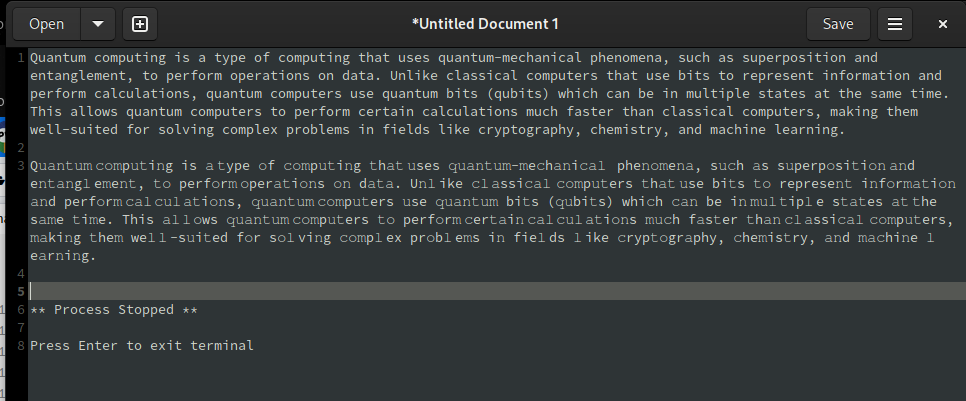 Open
*Untitled Document 1
Save
1 Quantum computing is a type of computing that uses quantum-mechanical phenomena, such as superposition and
entanglement, to perform operations on data. Unlike classical computers that use bits to represent information and
perform calculations, quantum computers use quantum bits (qubits) which can be in multiple states at the same time.
This allows quantum computers to perform certain calculations much faster than classical computers, making them
well-suited for solving complex problems in fields like cryptography, chemistry, and machine learning.
2
3 Quantum computing is a type of computing that uses quantum-mechanical phenomena, such as superposition and
entanglement, to perform operations on data. Unlike classical computers that use bits to represent information
and perform calculations, quantum computers use quantum bits (qubits) which can be in multiple states at the
same time. This allows quantum computers to perform certain calculations much faster than classical computers,
making them well-suited for solving complex problems in fields like cryptography, chemistry, and machine l
earning.
4
5
6 ** Process Stopped **
7
8 Press Enter to exit terminal